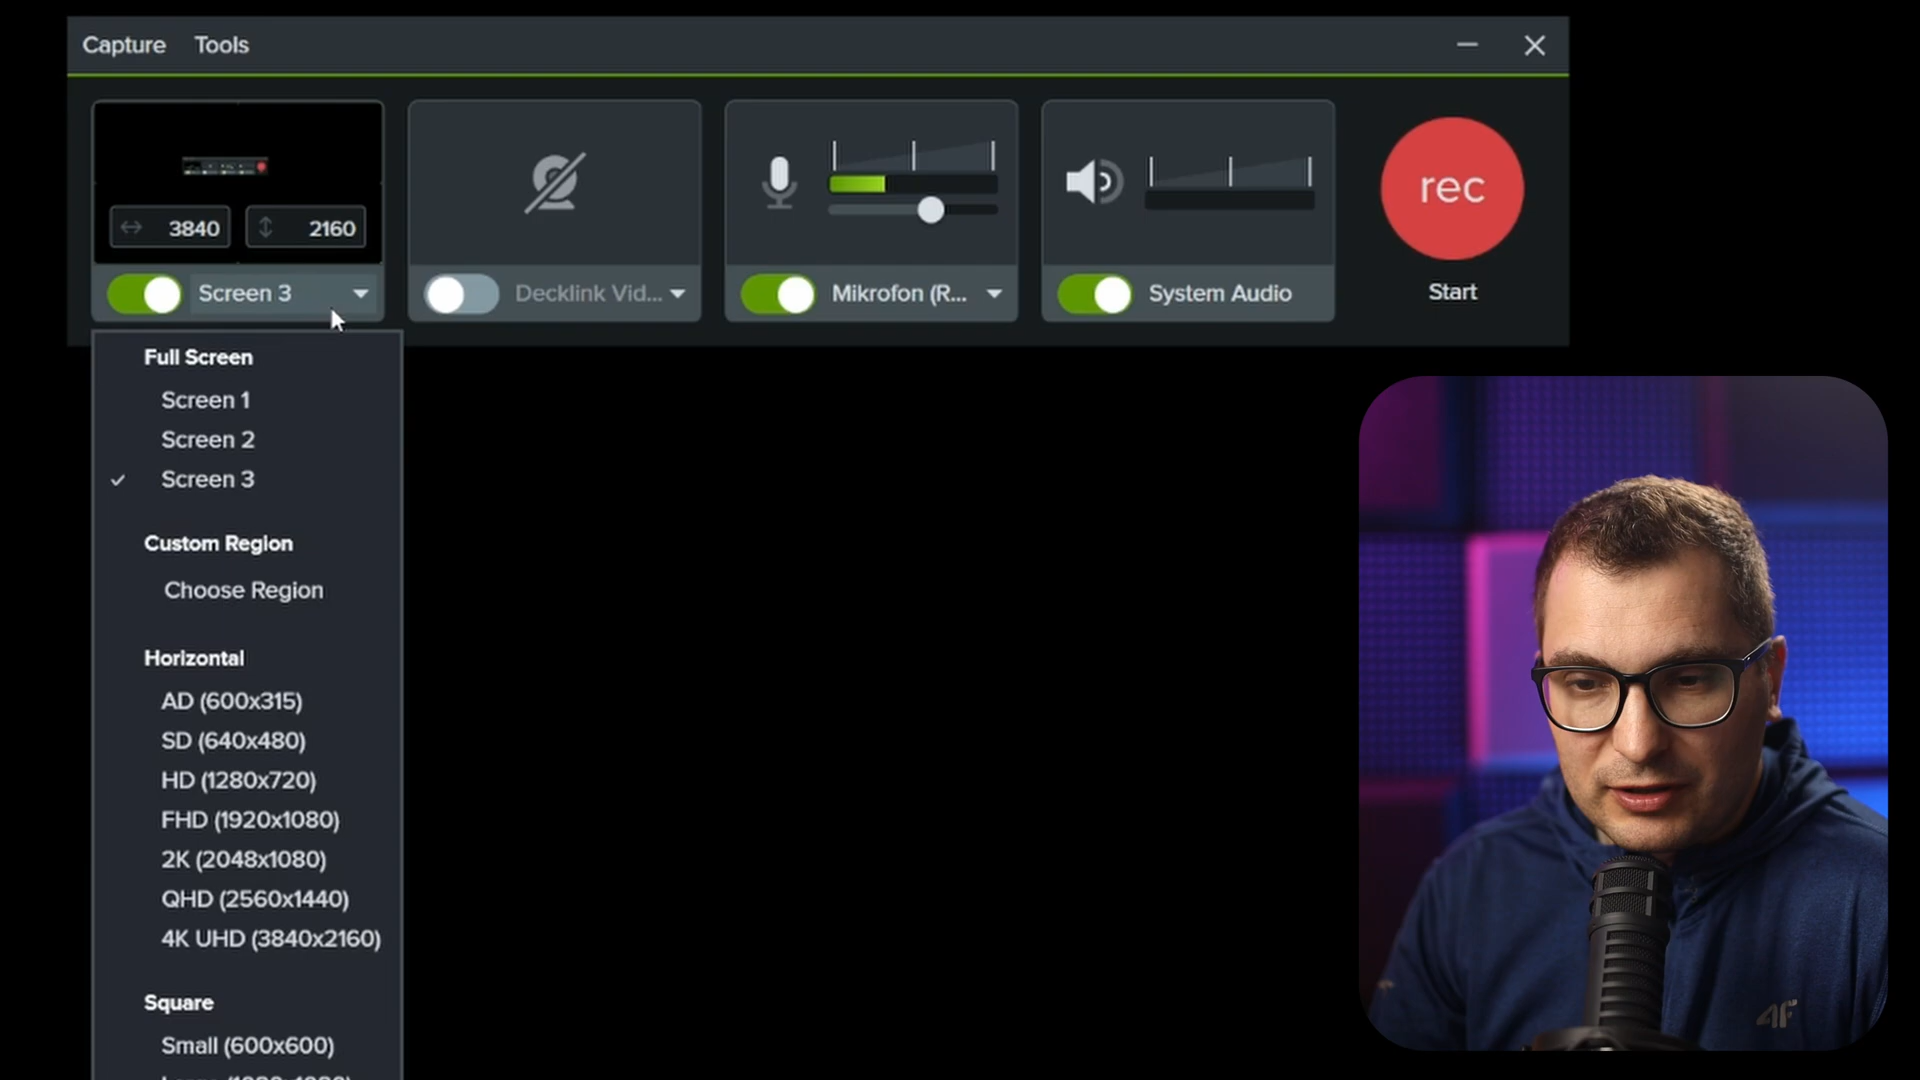 Capture Tools
3840 2160
rec
Screen 3 Decklink Vid... Mikrofon (R... System Audio Start
Full Screen
Screen 1
Screen 2
Screen 3
Custom Region
Choose Region
Horizontal
AD (600x315)
SD (640x480)
HD (1280x720)
FHD (1920x1080)
2K (2048x1080)
QHD (2560x1440)
4K UHD (3840x2160)
Square
Small (600x600)
4F